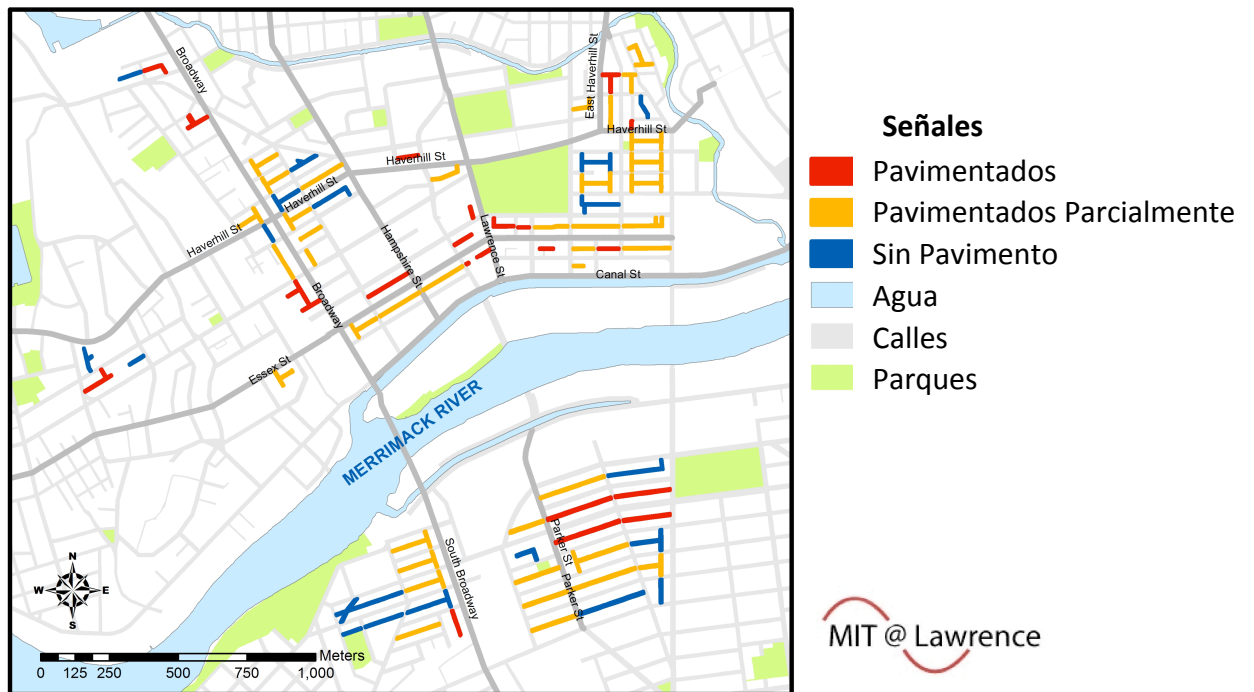 Broadway
East Haverhill St
Haverhill St
Haverhill St
Haverhill St
Haverhill St
Hampshire St
Lawrence St
Canal St
Broadway
Essex St
MERRIMACK RIVER
South Broadway
Parker St
Parker St
N
W E
S
Meters
0 125 250 500 750 1,000
Señales
Pavimentados
Pavimentados Parcialmente
Sin Pavimento
Agua
Calles
Parques
MIT @ Lawrence